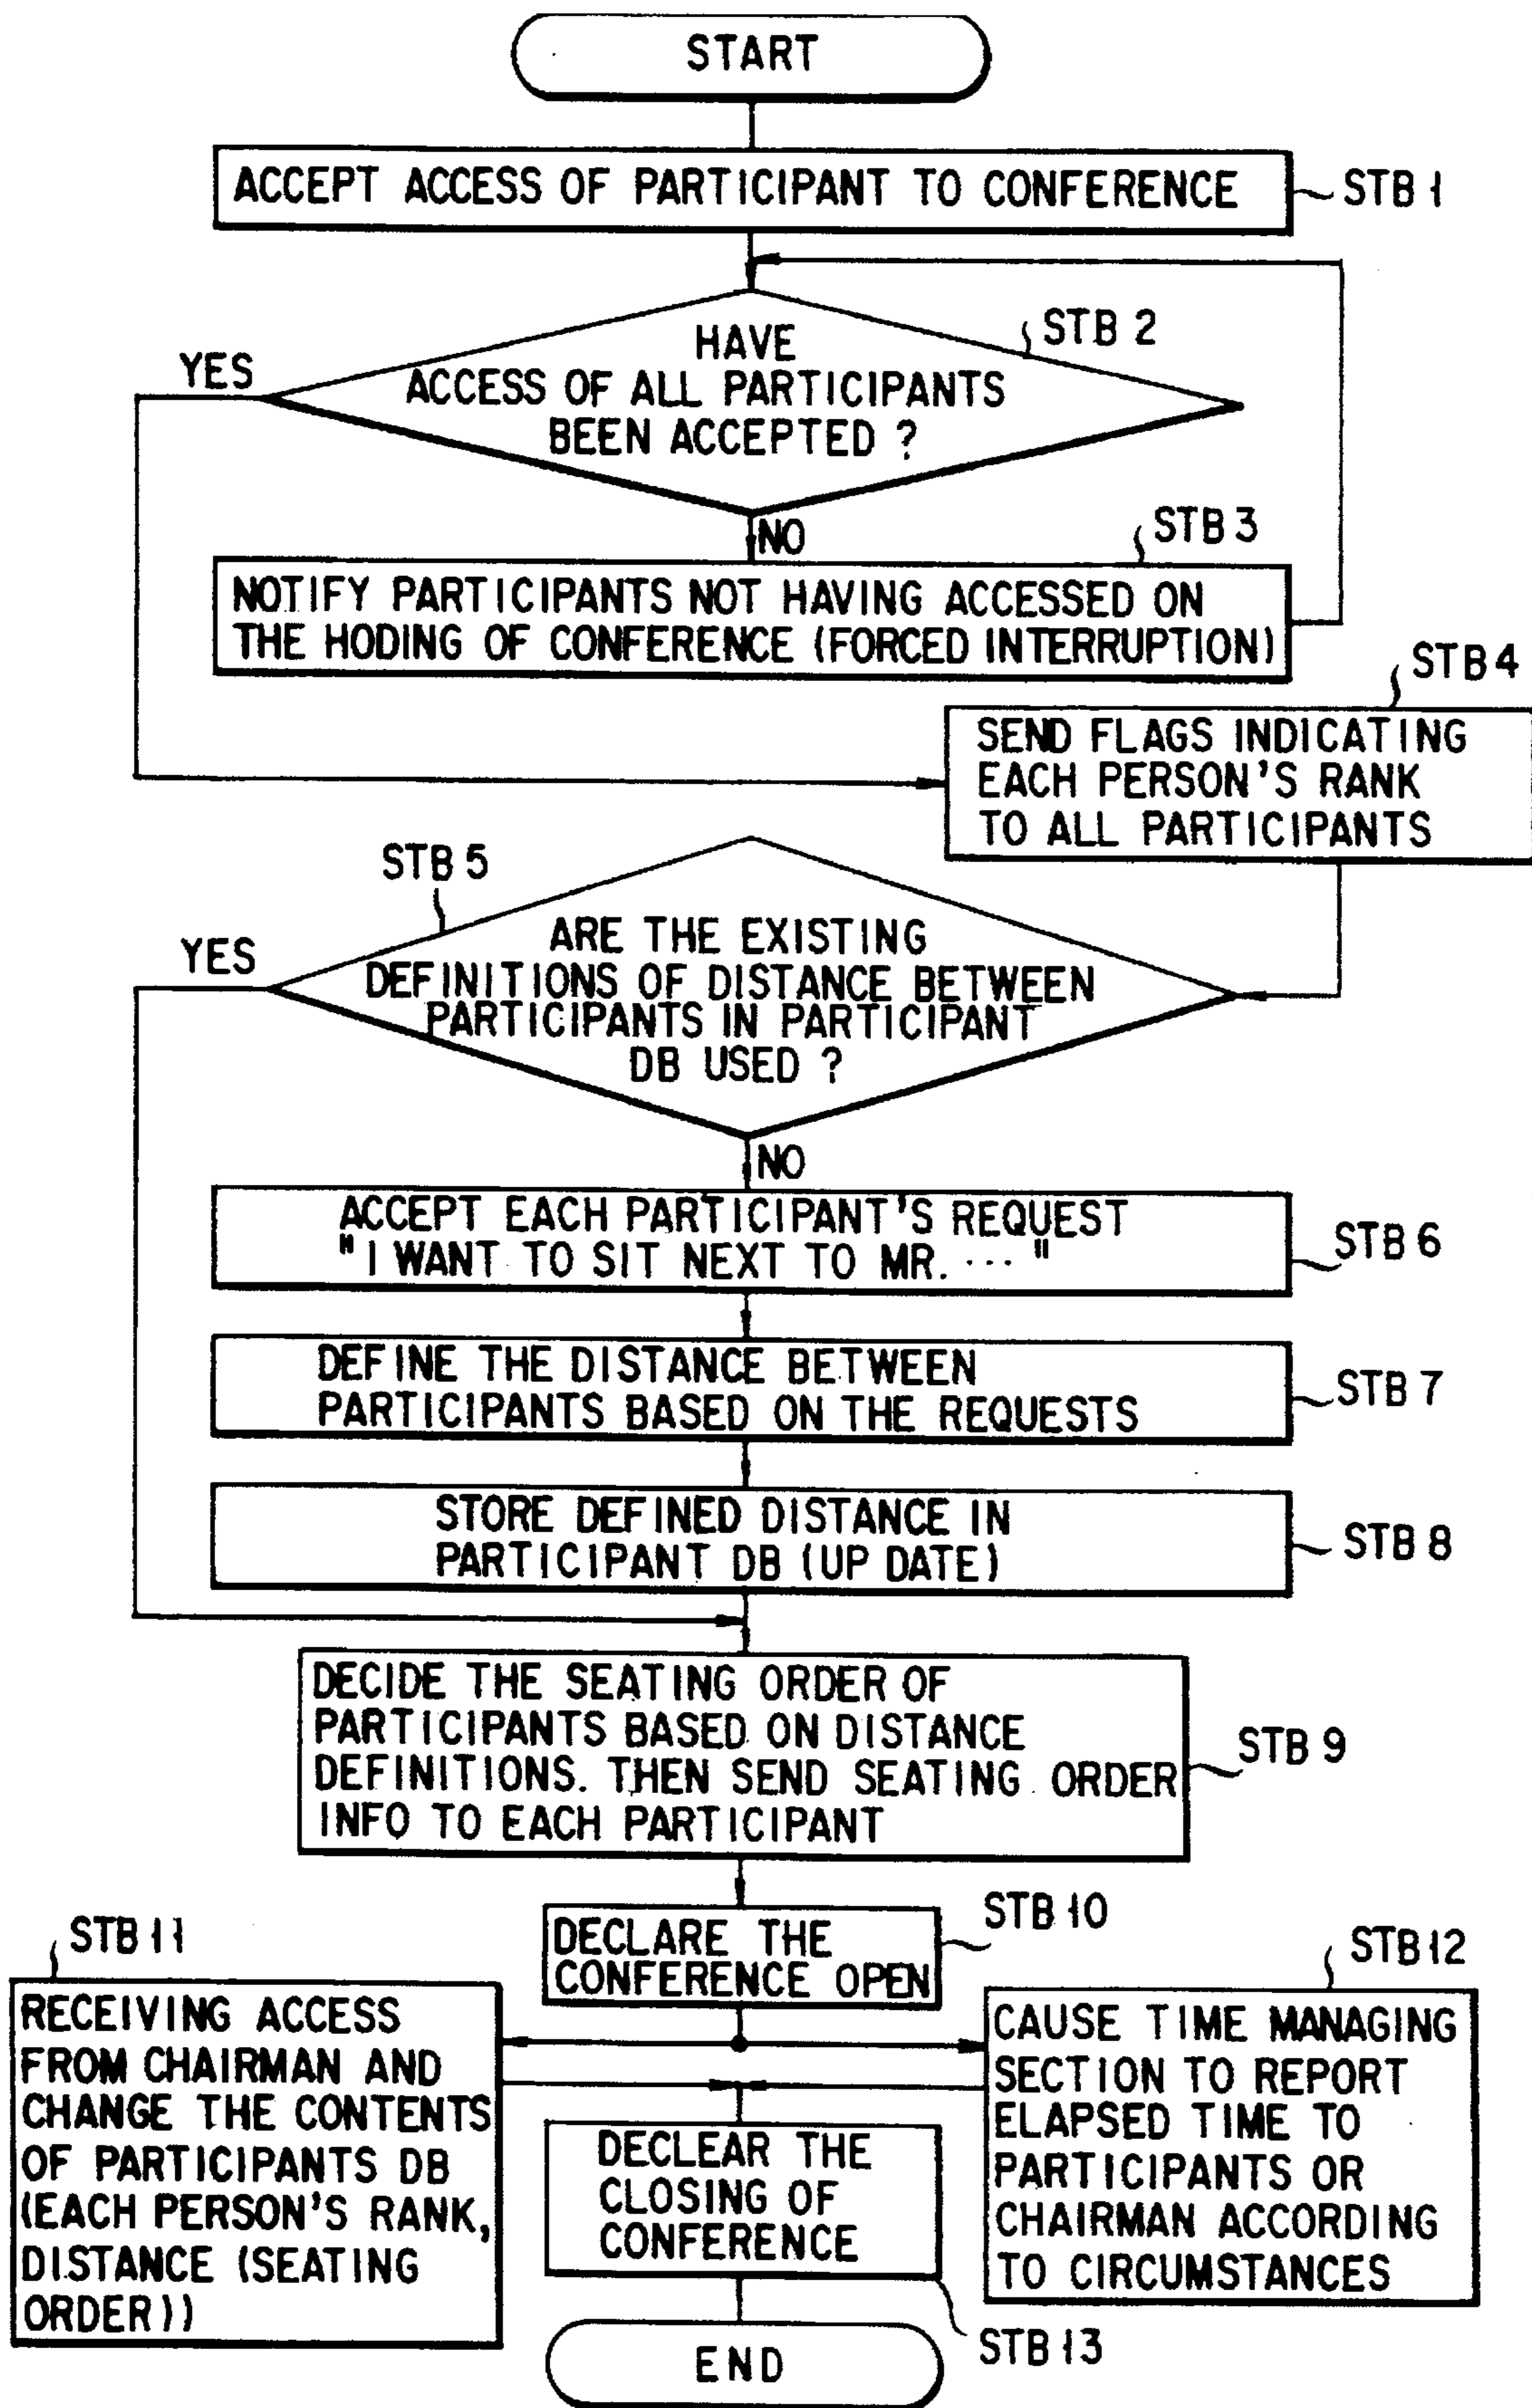 START
ACCEPT ACCESS OF PARTICIPANT TO CONFERENCE
STB 1
STB 2
HAVE
ACCESS OF ALL PARTICIPANTS
BEEN ACCEPTED ?
YES
NO
STB 3
NOTIFY PARTICIPANTS NOT HAVING ACCESSED ON
THE HODING OF CONFERENCE (FORCED INTERRUPTION)
STB 4
SEND FLAGS INDICATING
EACH PERSON'S RANK
TO ALL PARTICIPANTS
STB 5
YES
ARE THE EXISTING
DEFINITIONS OF DISTANCE BETWEEN
PARTICIPANTS IN PARTICIPANT
DB USED ?
NO
ACCEPT EACH PARTICIPANT'S REQUEST
"I WANT TO SIT NEXT TO MR. ··· "
STB 6
DEFINE THE DISTANCE BETWEEN
PARTICIPANTS BASED ON THE REQUESTS
STB 7
STORE DEFINED DISTANCE IN
PARTICIPANT DB (UP DATE)
STB 8
DECIDE THE SEATING ORDER OF
PARTICIPANTS BASED ON DISTANCE
DEFINITIONS. THEN SEND SEATING ORDER
INFO TO EACH PARTICIPANT
STB 9
DECLARE THE
CONFERENCE OPEN
STB 10
STB 11
RECEIVING ACCESS
FROM CHAIRMAN AND
CHANGE THE CONTENTS
OF PARTICIPANTS DB
(EACH PERSON'S RANK,
DISTANCE (SEATING
ORDER))
STB 12
CAUSE TIME MANAGING
SECTION TO REPORT
ELAPSED TIME TO
PARTICIPANTS OR
CHAIRMAN ACCORDING
TO CIRCUMSTANCES
DECLEAR THE
CLOSING OF
CONFERENCE
STB 13
END